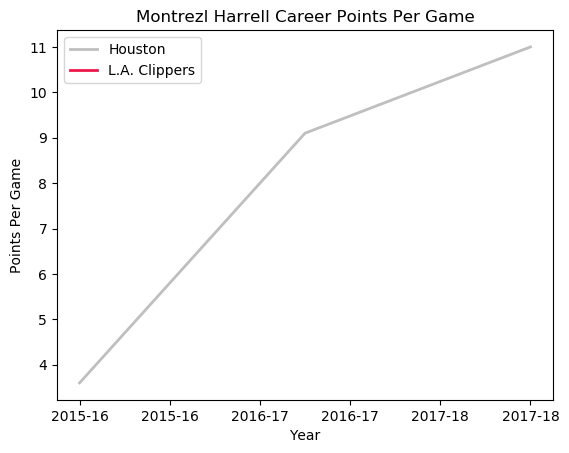 Montrezl Harrell Career Points Per Game
Houston
L.A. Clippers
11
10
9
8
7
6
5
4
Points Per Game
2015-16 2015-16 2016-17 2016-17 2017-18 2017-18
Year